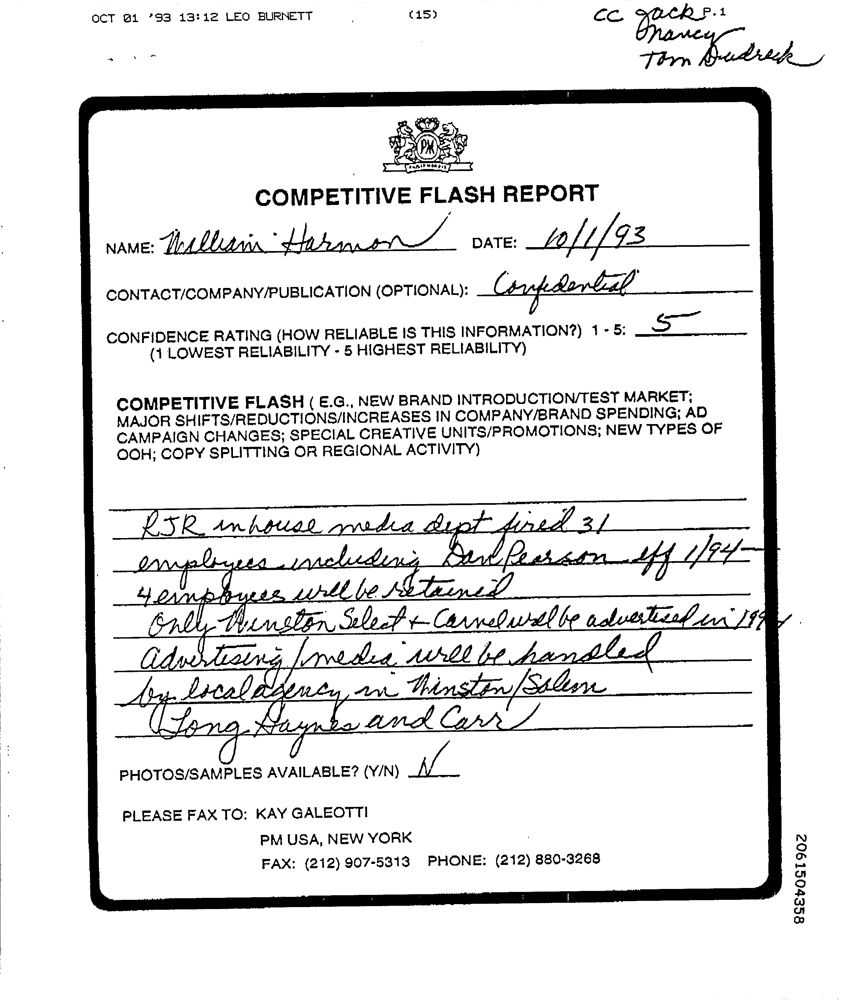 OCT 01 '93 13:12 LEO BURNETT (15) P.1
cc Jack
Nancy
Tom
PM
COMPETITIVE FLASH REPORT
NAME: William Harmon DATE: 10/1/93
CONTACT/COMPANY/PUBLICATION (OPTIONAL): Confidential
CONFIDENCE RATING (HOW RELIABLE IS THIS INFORMATION?) 1 - 5: 5
(1 LOWEST RELIABILITY - 5 HIGHEST RELIABILITY)
COMPETITIVE FLASH ( E.G., NEW BRAND INTRODUCTION/TEST MARKET;
MAJOR SHIFTS/REDUCTIONS/INCREASES IN COMPANY/BRAND SPENDING; AD
CAMPAIGN CHANGES; SPECIAL CREATIVE UNITS/PROMOTIONS; NEW TYPES OF
OOH; COPY SPLITTING OR REGIONAL ACTIVITY)
RJR inhouse media dept fired 31
employees including Dan Pearson eff 1/94—
4 employees will be retained
Only Winston Select + Camel will be advertised in 1994
Advertising/media will be handled
by local agency in Winston/Salem
Long Haynes and Carr
PHOTOS/SAMPLES AVAILABLE? (Y/N) N
PLEASE FAX TO: KAY GALEOTTI
PM USA, NEW YORK
FAX: (212) 907-5313 PHONE: (212) 880-3268
2061504358